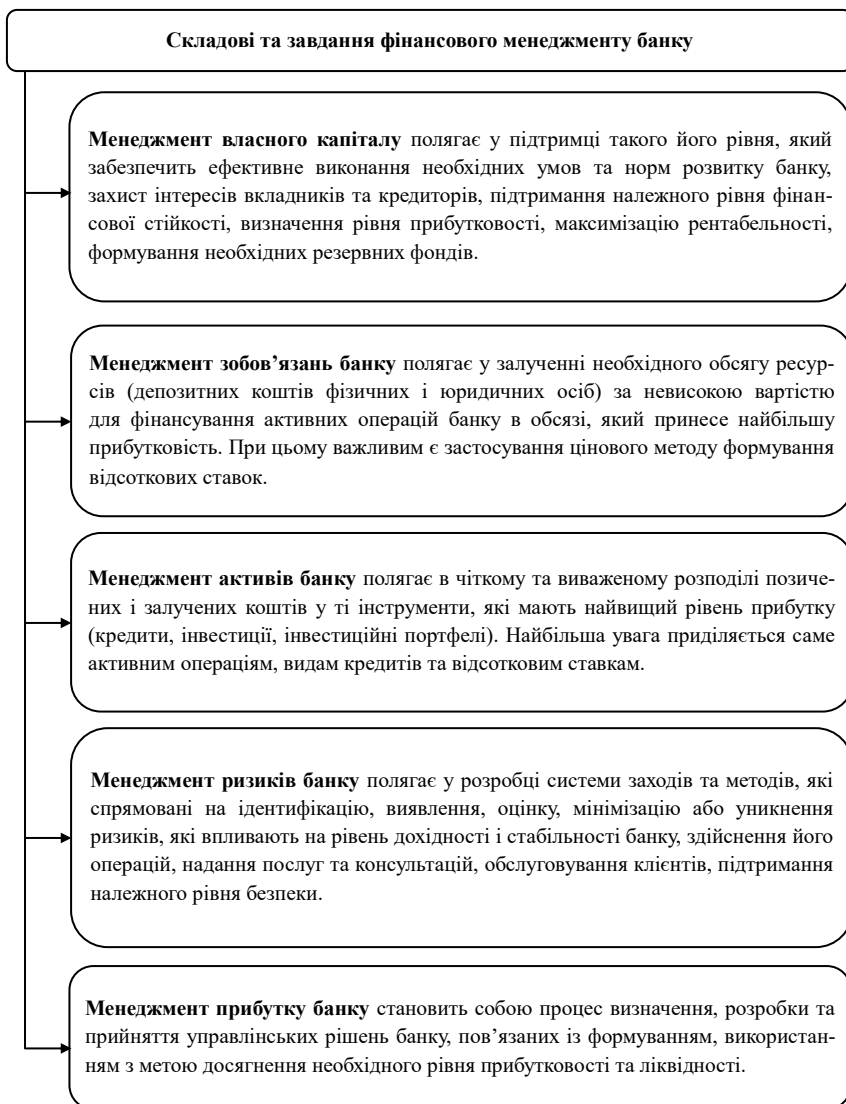 Складові та завдання фінансового менеджменту банку
Менеджмент власного капіталу полягає у підтримці такого його рівня, який
забезпечить ефективне виконання необхідних умов та норм розвитку банку,
захист інтересів вкладників та кредиторів, підтримання належного рівня фінан-
сової стійкості, визначення рівня прибутковості, максимізацію рентабельності,
формування необхідних резервних фондів.
Менеджмент зобов’язань банку полягає у залученні необхідного обсягу ресур-
сів (депозитних коштів фізичних і юридичних осіб) за невисокою вартістю
для фінансування активних операцій банку в обсязі, який принесе найбільшу
прибутковість. При цьому важливим є застосування цінового методу формування
відсоткових ставок.
Менеджмент активів банку полягає в чіткому та виваженому розподілі позиче-
них і залучених коштів у ті інструменти, які мають найвищий рівень прибутку
(кредити, інвестиції, інвестиційні портфелі). Найбільша увага приділяється саме
активним операціям, видам кредитів та відсотковим ставкам.
Менеджмент ризиків банку полягає у розробці системи заходів та методів, які
спрямовані на ідентифікацію, виявлення, оцінку, мінімізацію або уникнення
ризиків, які впливають на рівень дохідності і стабільності банку, здійснення його
операцій, надання послуг та консультацій, обслуговування клієнтів, підтримання
належного рівня безпеки.
Менеджмент прибутку банку становить собою процес визначення, розробки та
прийняття управлінських рішень банку, пов’язаних із формуванням, використан-
ням з метою досягнення необхідного рівня прибутковості та ліквідності.